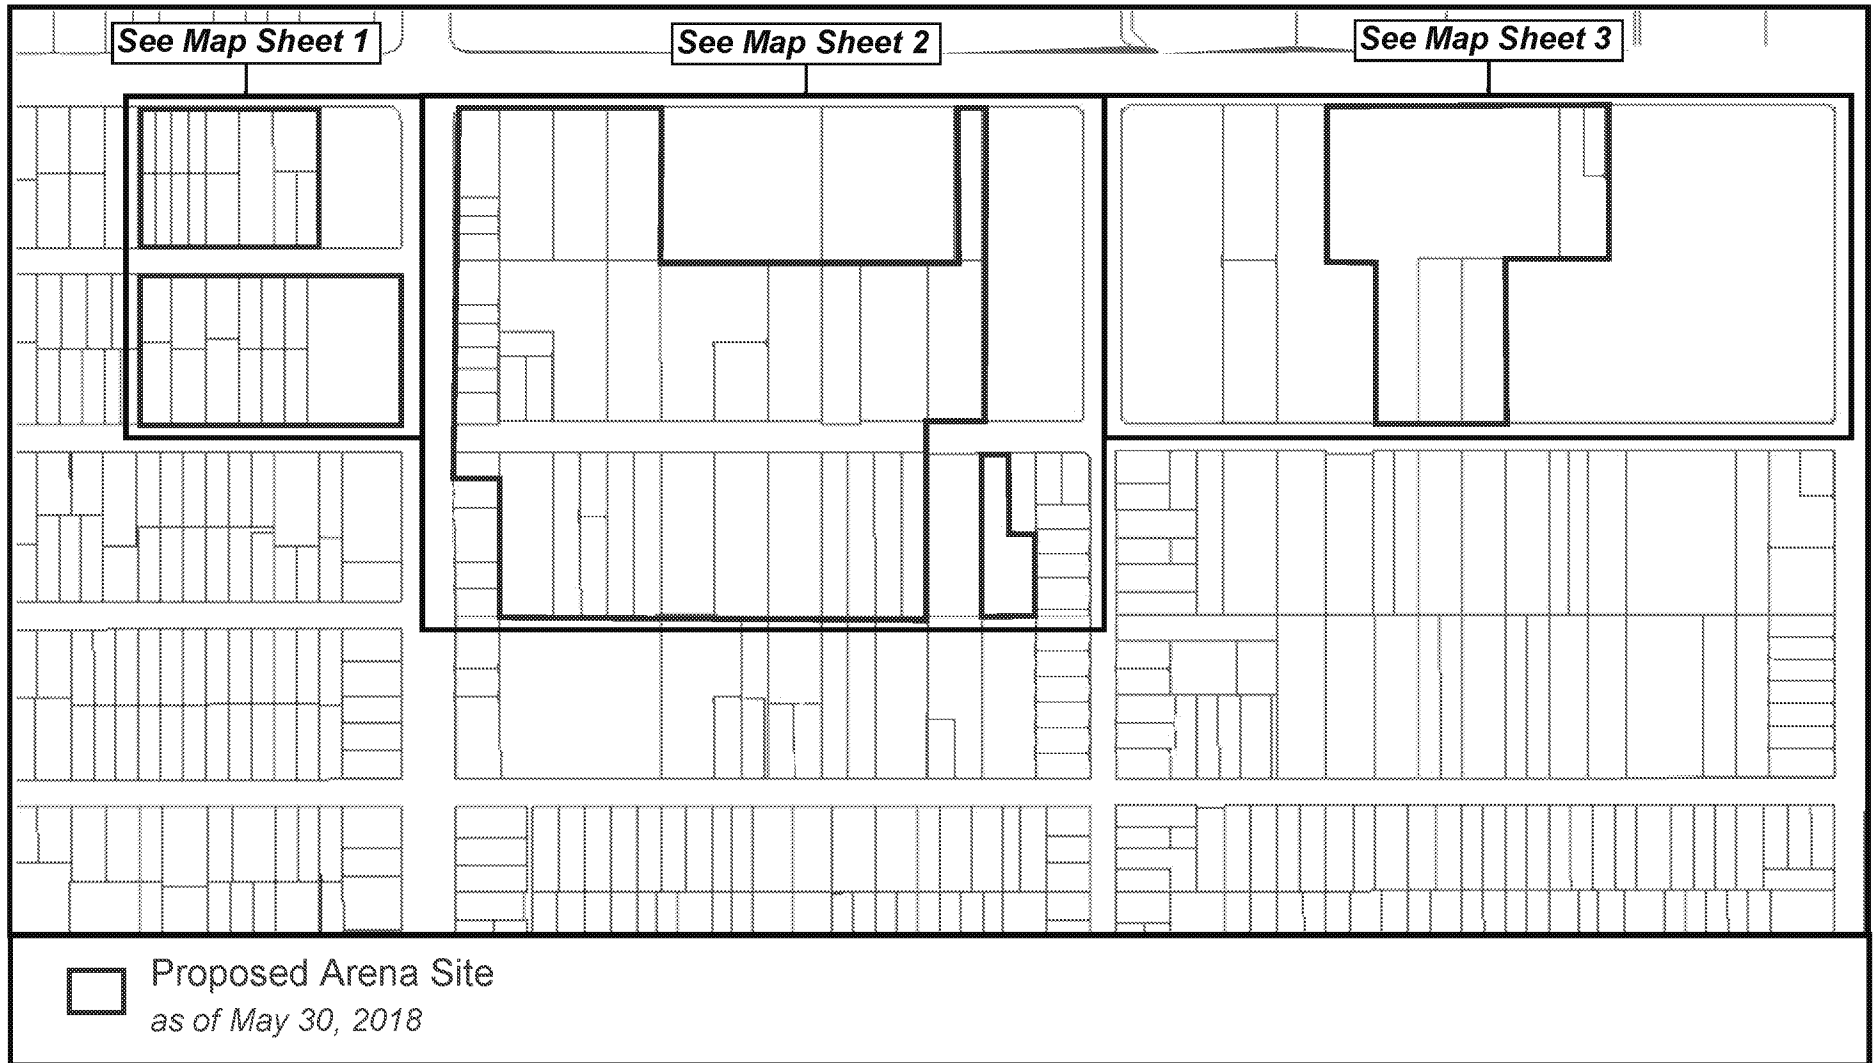 See Map Sheet 1
See Map Sheet 2
See Map Sheet 3
Proposed Arena Site
as of May 30, 2018